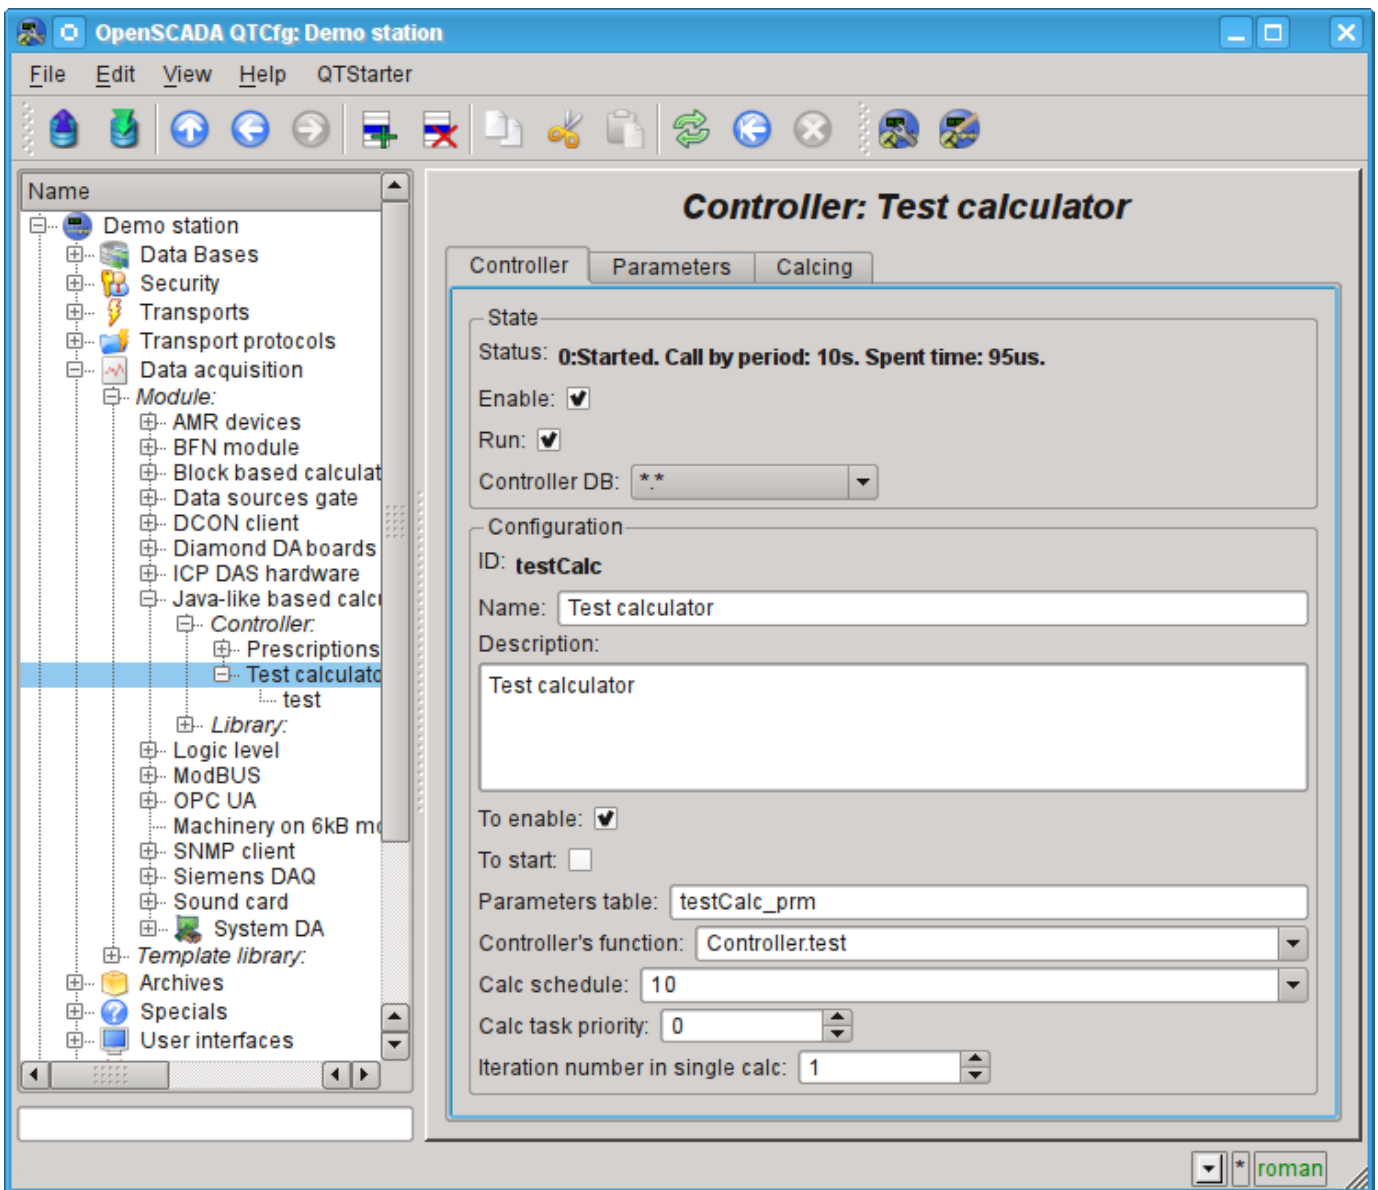 OpenSCADA QTCfg: Demo station
File Edit View Help QTStarter
Name
Demo station
Data Bases
Security
Transports
Transport protocols
Data acquisition
Module:
AMR devices
BFN module
Block based calculat
Data sources gate
DCON client
Diamond DA boards
ICP DAS hardware
Java-like based calcu
Controller:
Prescriptions
Test calculato
test
Library:
Logic level
ModBUS
OPC UA
Machinery on 6kB mo
SNMP client
Siemens DAQ
Sound card
System DA
Template library:
Archives
Specials
User interfaces
Controller: Test calculator
Controller Parameters Calcing
State
Status: 0:Started. Call by period: 10s. Spent time: 95us.
Enable:
Run:
Controller DB: *.*
Configuration
ID: testCalc
Name: Test calculator
Description:
Test calculator
To enable:
To start:
Parameters table: testCalc_prm
Controller's function: Controller.test
Calc schedule: 10
Calc task priority: 0
Iteration number in single calc: 1
* roman